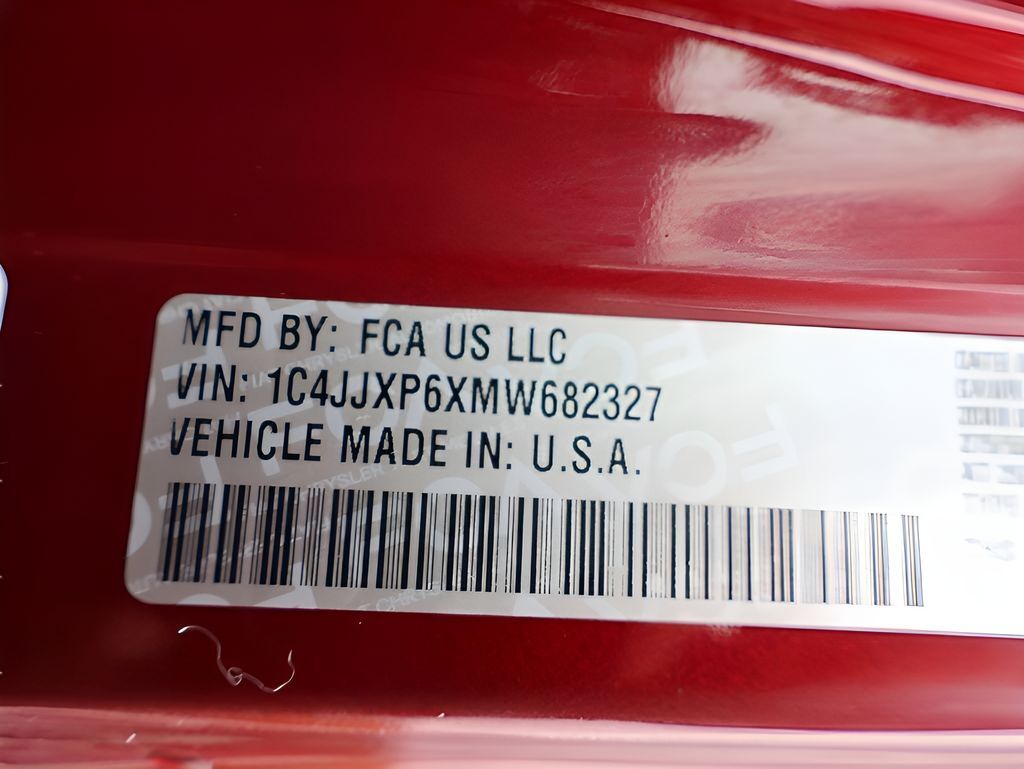 MFD BY: FCA US LLC
VIN: 1C4JJXP6XMW682327
VEHICLE MADE IN: U.S.A.